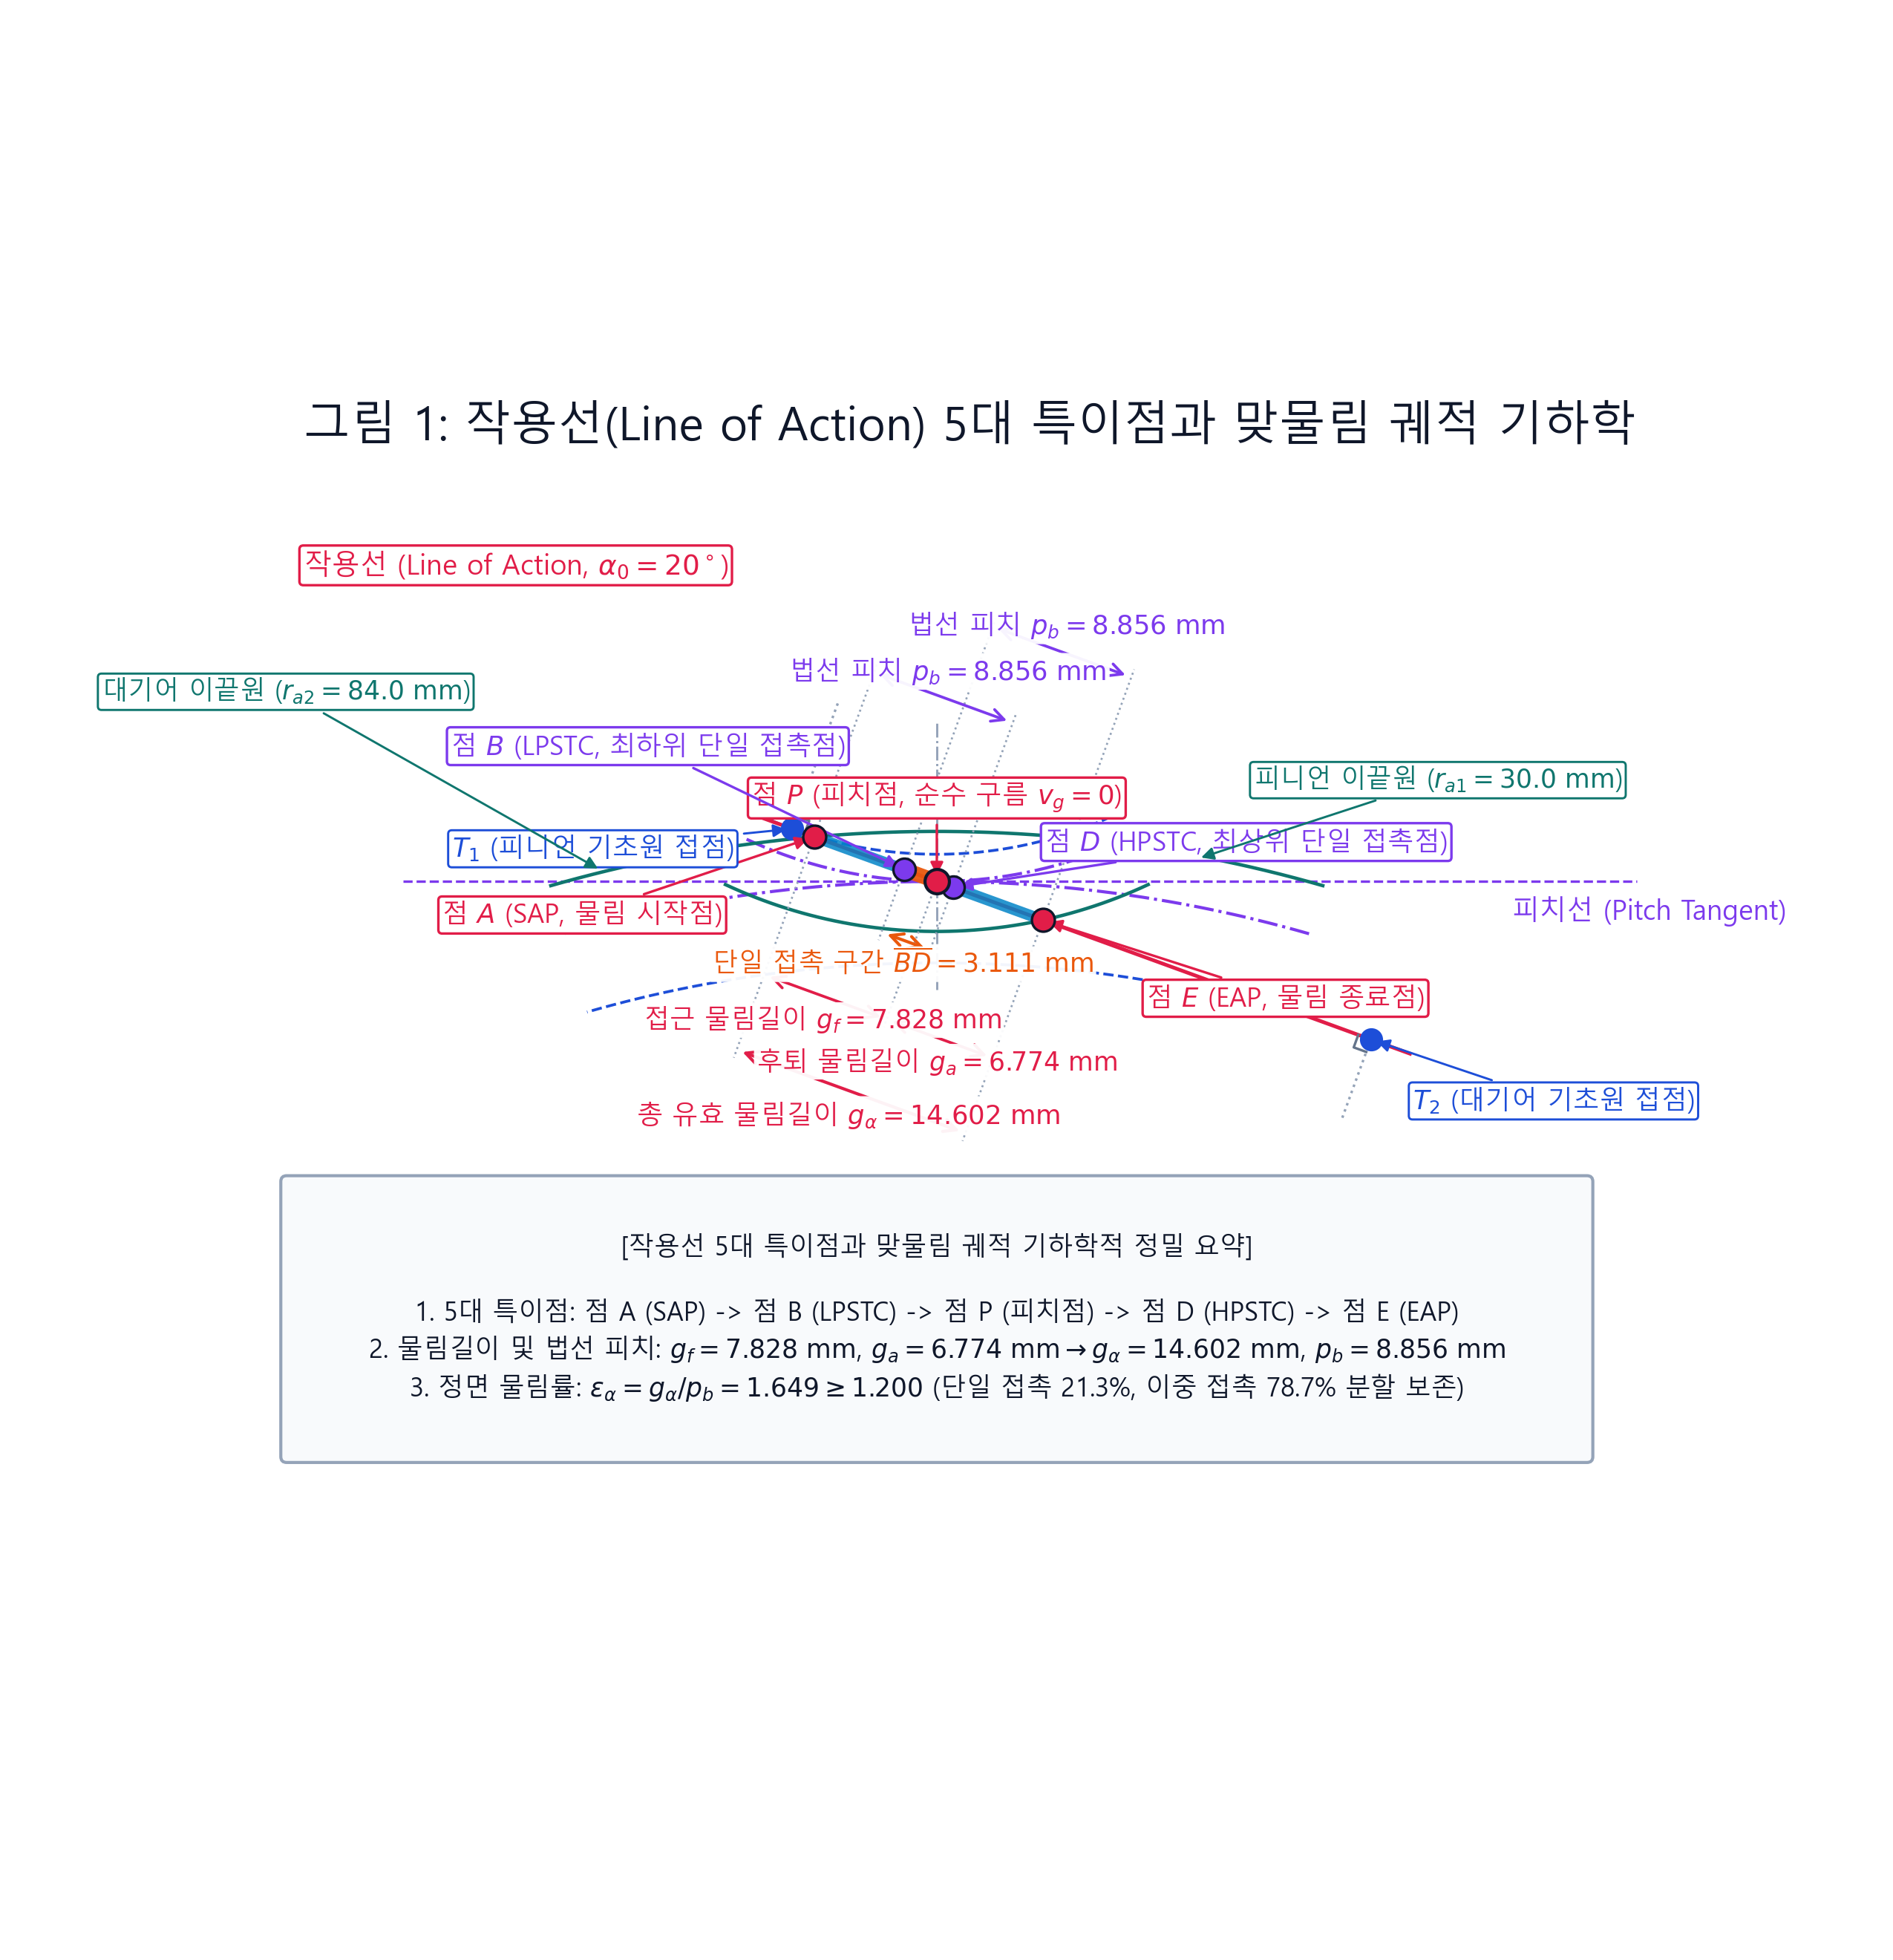 그림 1: 작용선(Line of Action) 5대 특이점과 맞물림 궤적 기하학
작용선 (Line of Action, α₀ = 20°)
법선 피치 p_b = 8.856 mm
법선 피치 p_b = 8.856 mm
대기어 이끝원 (r_a2 = 84.0 mm)
점 B (LPSTC, 최하위 단일 접촉점)
피니언 이끝원 (r_a1 = 30.0 mm)
점 P (피치점, 순수 구름 v_g = 0)
T₁ (피니언 기초원 접점)
점 D (HPSTC, 최상위 단일 접촉점)
점 A (SAP, 물림 시작점)
피치선 (Pitch Tangent)
단일 접촉 구간 B̅D̅ = 3.111 mm
점 E (EAP, 물림 종료점)
접근 물림길이 g_f = 7.828 mm
후퇴 물림길이 g_a = 6.774 mm
T₂ (대기어 기초원 접점)
총 유효 물림길이 g_α = 14.602 mm
[작용선 5대 특이점과 맞물림 궤적 기하학적 정밀 요약]
1. 5대 특이점: 점 A (SAP) -> 점 B (LPSTC) -> 점 P (피치점) -> 점 D (HPSTC) -> 점 E (EAP)
2. 물림길이 및 법선 피치: g_f = 7.828 mm, g_a = 6.774 mm → g_α = 14.602 mm, p_b = 8.856 mm
3. 정면 물림률: ε_α = g_α/p_b = 1.649 ≥ 1.200 (단일 접촉 21.3%, 이중 접촉 78.7% 분할 보존)